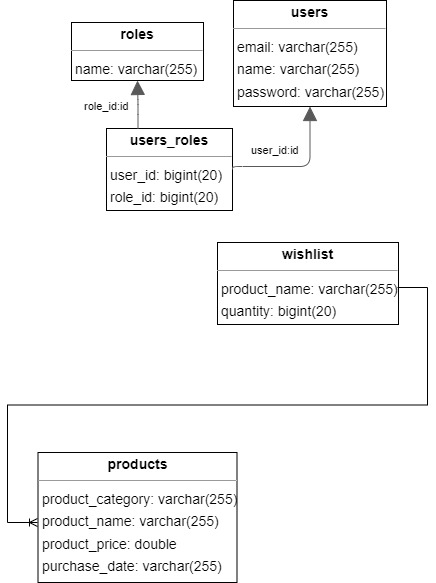 users
email: varchar(255)
name: varchar(255)
password: varchar(255)
roles
name: varchar(255)
role_id:id
users_roles
user_id: bigint(20)
role_id: bigint(20)
user_id:id
wishlist
product_name: varchar(255)
quantity: bigint(20)
products
product_category: varchar(255)
product_name: varchar(255)
product_price: double
purchase_date: varchar(255)